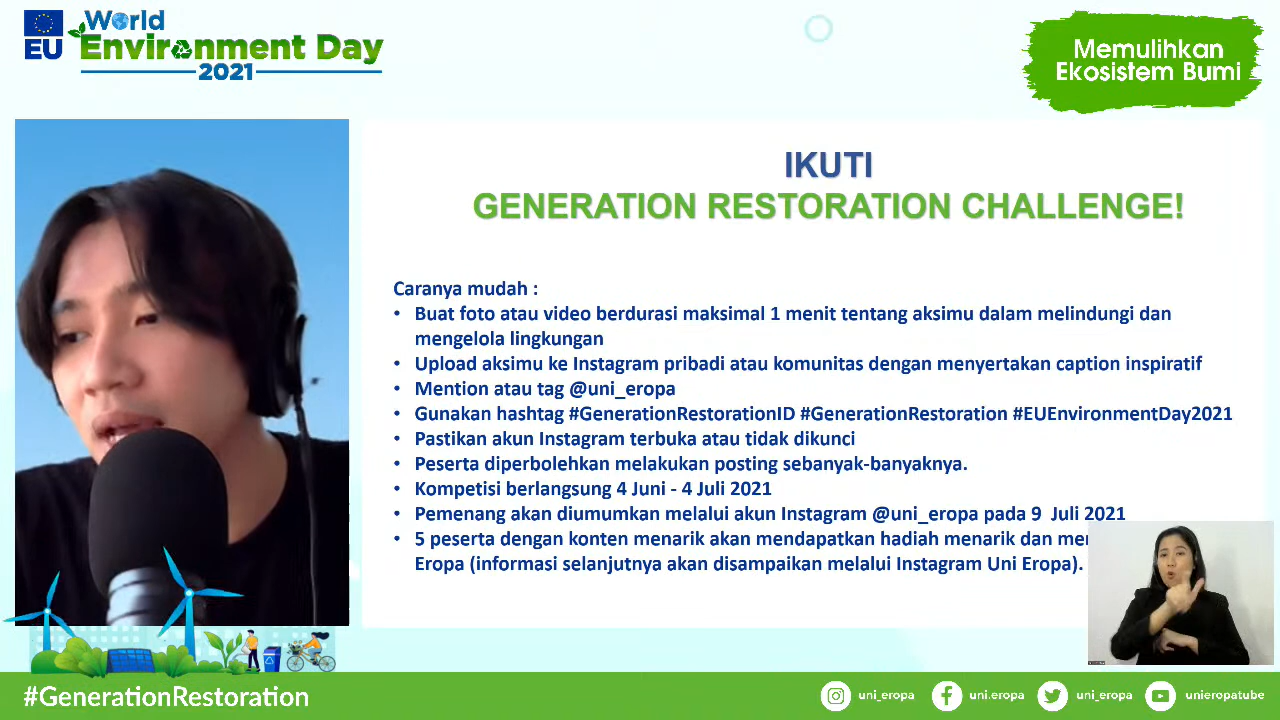 EU
World
Environment Day
2021
Memulihkan
Ekosistem Bumi
IKUTI
GENERATION RESTORATION CHALLENGE!
Caranya mudah :
• Buat foto atau video berdurasi maksimal 1 menit tentang aksimu dalam melindungi dan
mengelola lingkungan
• Upload aksimu ke Instagram pribadi atau komunitas dengan menyertakan caption inspiratif
• Mention atau tag @uni_eropa
• Gunakan hashtag #GenerationRestorationID #GenerationRestoration #EUEnvironmentDay2021
• Pastikan akun Instagram terbuka atau tidak dikunci
• Peserta diperbolehkan melakukan posting sebanyak-banyaknya.
• Kompetisi berlangsung 4 Juni - 4 Juli 2021
• Pemenang akan diumumkan melalui akun Instagram @uni_eropa pada 9 Juli 2021
• 5 peserta dengan konten menarik akan mendapatkan hadiah menarik dan
Eropa (informasi selanjutnya akan disampaikan melalui Instagram Uni Eropa).
#GenerationRestoration
uni_eropa
uni.eropa
uni_eropa
unieropatube